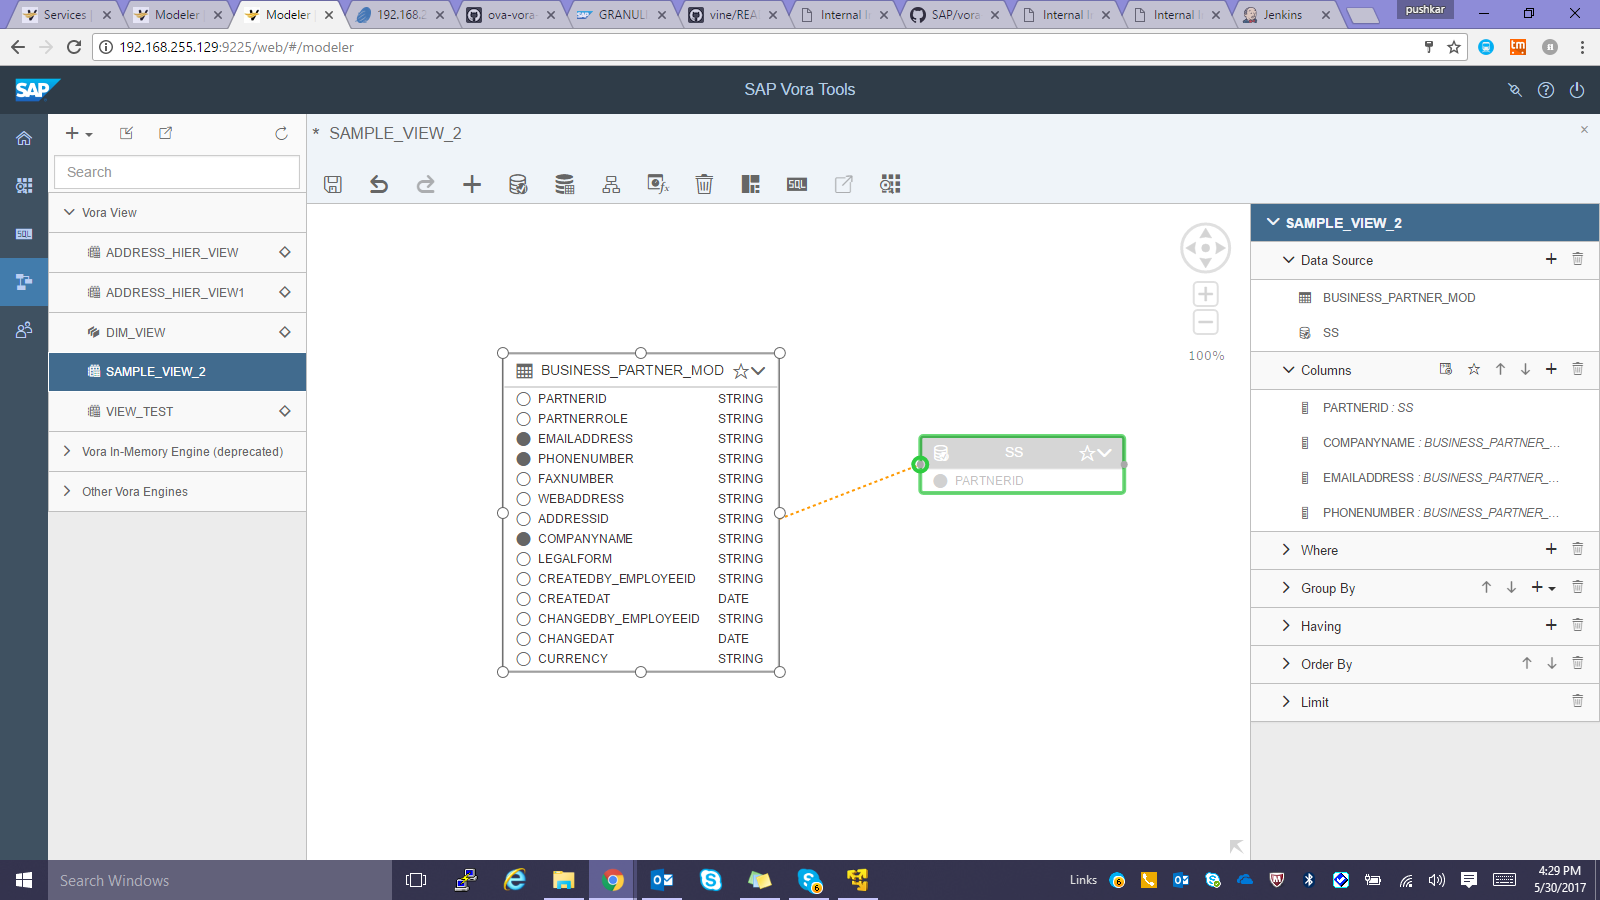 Services
Modeler
Modeler
192.168.2
ova-vora-
GRANUL
vine/REA
Internal I
SAP/vora
Internal I
Internal I
Jenkins
pushkar
192.168.255.129:9225/web/#/modeler
SAP
SAP Vora Tools
* SAMPLE_VIEW_2
Search
Vora View
ADDRESS_HIER_VIEW
ADDRESS_HIER_VIEW1
DIM_VIEW
SAMPLE_VIEW_2
VIEW_TEST
Vora In-Memory Engine (deprecated)
Other Vora Engines
SQL
SQL
100%
BUSINESS_PARTNER_MOD
PARTNERID STRING
PARTNERROLE STRING
EMAILADDRESS STRING
PHONENUMBER STRING
FAXNUMBER STRING
WEBADDRESS STRING
ADDRESSID STRING
COMPANYNAME STRING
LEGALFORM STRING
CREATEDBY_EMPLOYEEID STRING
CREATEDAT DATE
CHANGEDBY_EMPLOYEEID STRING
CHANGEDAT DATE
CURRENCY STRING
SS
PARTNERID
SAMPLE_VIEW_2
Data Source
BUSINESS_PARTNER_MOD
SS
Columns
PARTNERID : SS
COMPANYNAME : BUSINESS_PARTNER_...
EMAILADDRESS : BUSINESS_PARTNER_...
PHONENUMBER : BUSINESS_PARTNER_...
Where
Group By
Having
Order By
Limit
Search Windows
6
Links
6
4:29 PM
5/30/2017